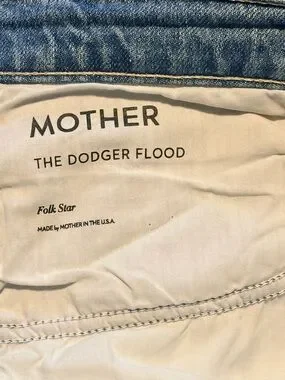 MOTHER
THE DODGER FLOOD
Folk Star
MADE by MOTHER IN THE U.S.A.